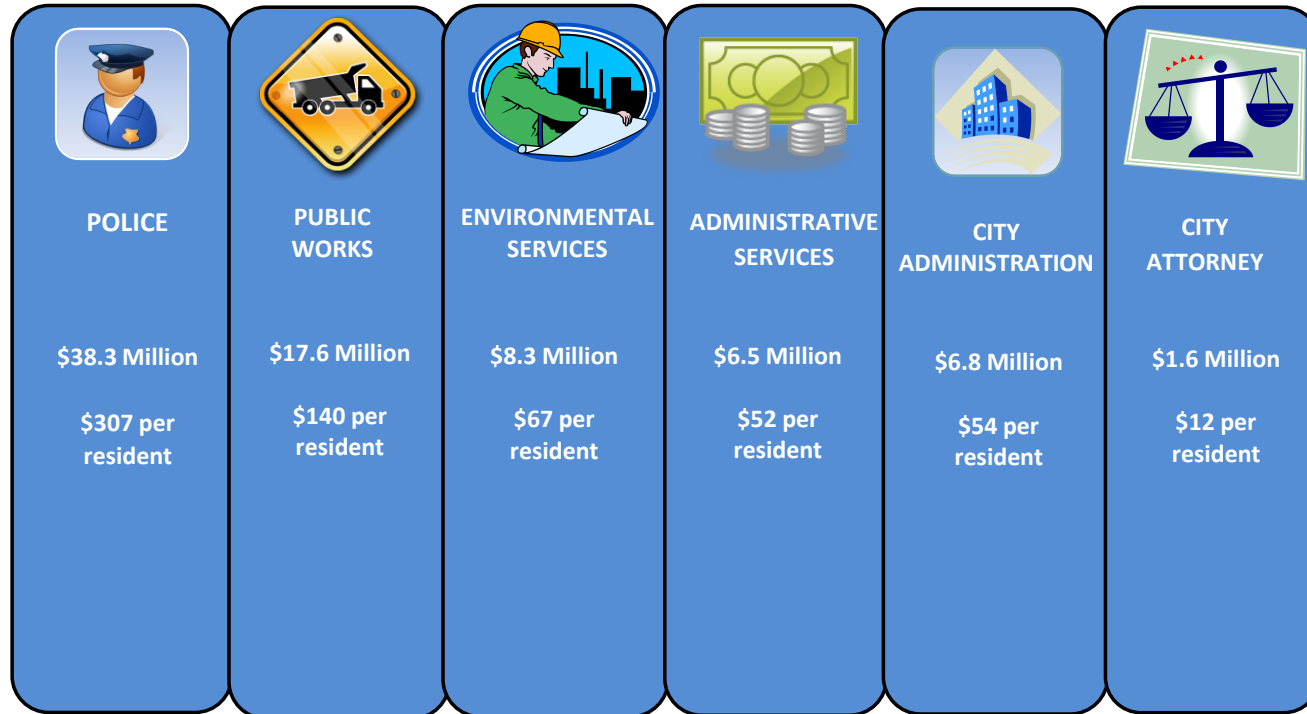 POLICE
$38.3 Million
$307 per
resident
PUBLIC
WORKS
$17.6 Million
$140 per
resident
ENVIRONMENTAL
SERVICES
$8.3 Million
$67 per
resident
ADMINISTRATIVE
SERVICES
$6.5 Million
$52 per
resident
CITY
ADMINISTRATION
$6.8 Million
$54 per
resident
CITY
ATTORNEY
$1.6 Million
$12 per
resident